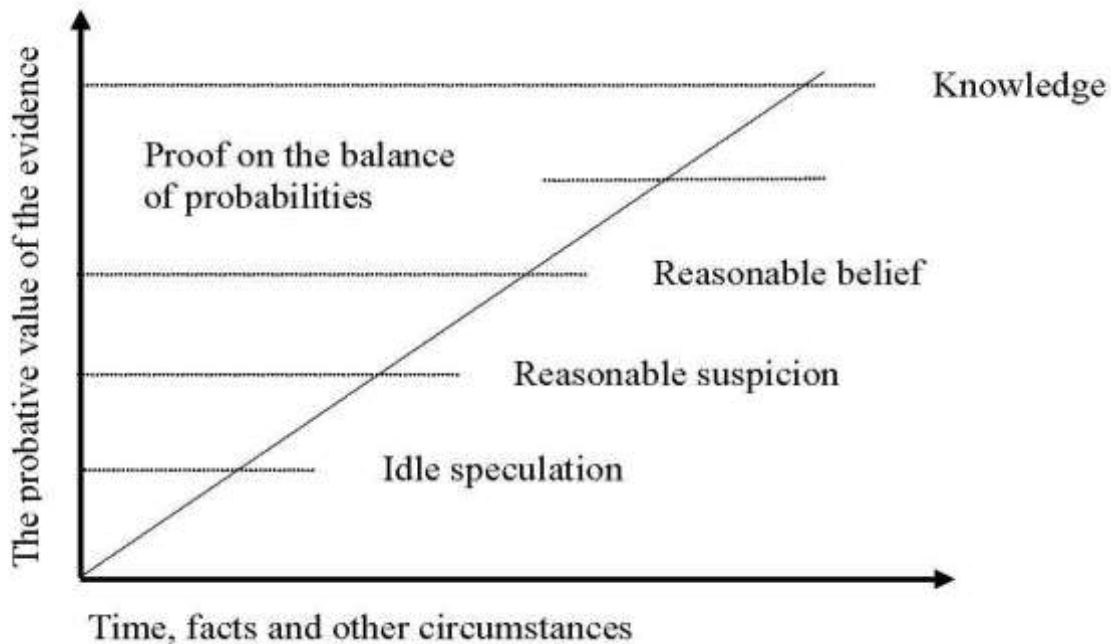 The probative value of the evidence
Knowledge
Proof on the balance
of probabilities
Reasonable belief
Reasonable suspicion
Idle speculation
Time, facts and other circumstances